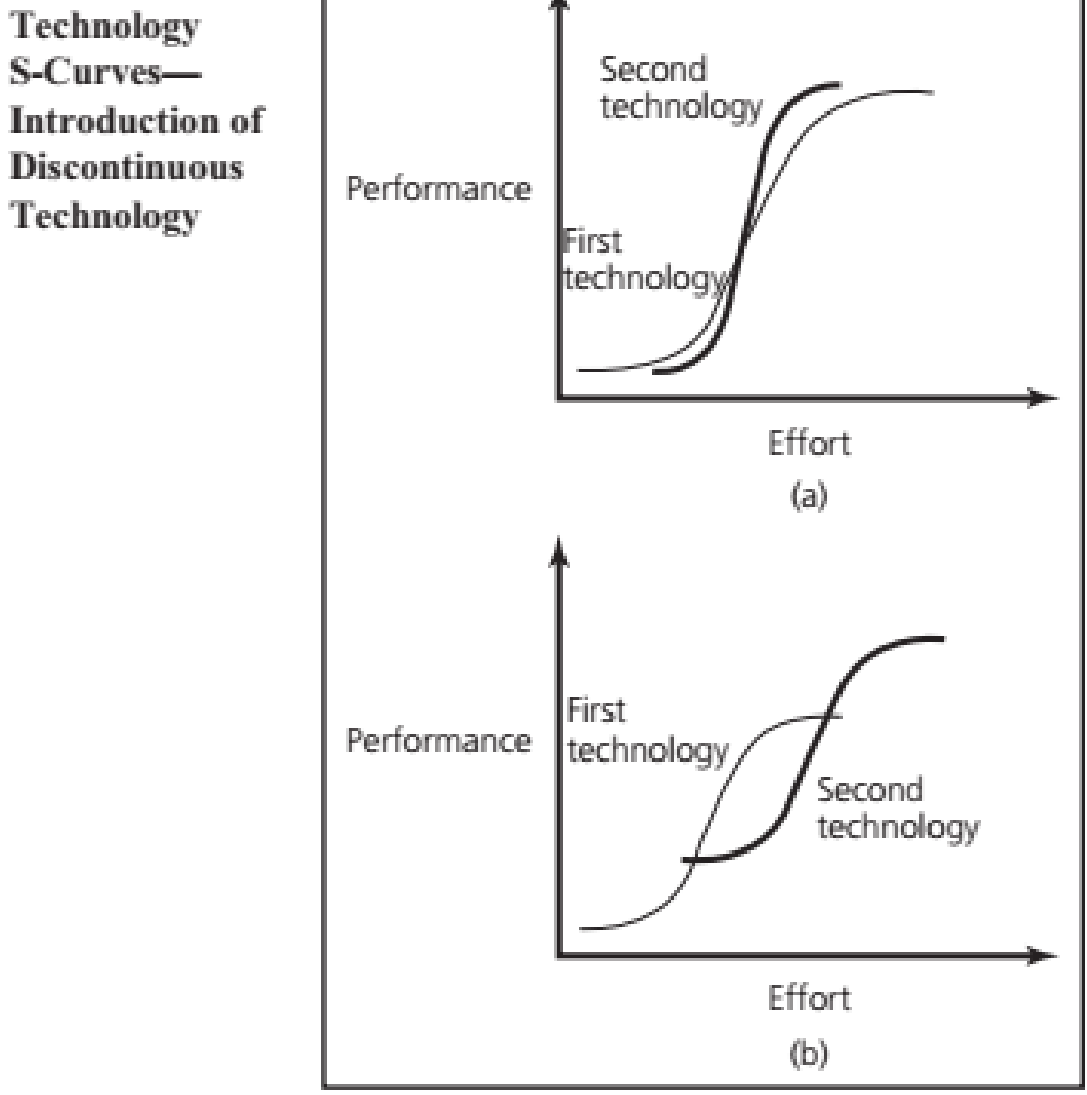 Technology
S-Curves—
Introduction of
Discontinuous
Technology
Second
technology
Performance
First
technology
Effort
(a)
First
technology
Performance
Second
technology
Effort
(b)